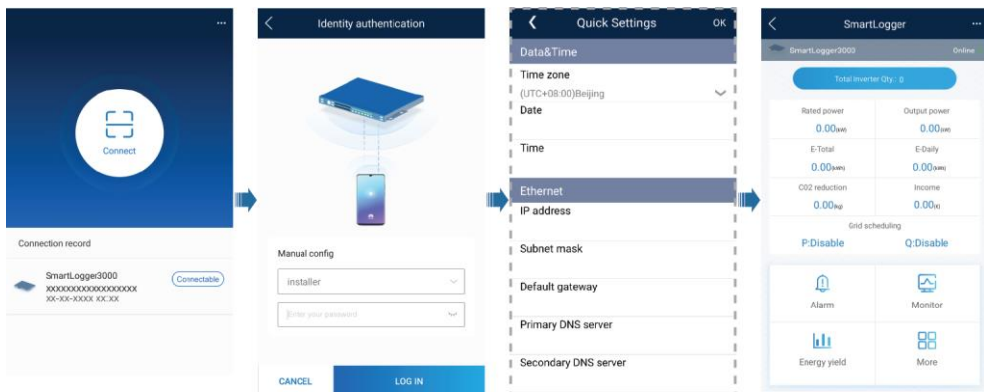 Connect
Connection record
SmartLogger3000
XXXXXXXXXXXXXXXXXX
XX-XX-XXXX XX:XX
Connectable
Identity authentication
Manual config
installer
Enter your password
CANCEL
LOG IN
Quick Settings
OK
Data&Time
Time zone
(UTC+08:00)Beijing
Date
Time
Ethernet
IP address
Subnet mask
Default gateway
Primary DNS server
Secondary DNS server
SmartLogger
SmartLogger3000
Online
Total Inverter Qty.: 0
Rated power
Output power
0.00(kW)
0.00(kW)
E-Total
E-Daily
0.00(kWh)
0.00(kWh)
CO2 reduction
Income
0.00(kg)
0.00(€)
Grid scheduling
P:Disable
Q:Disable
Alarm
Monitor
Energy yield
More